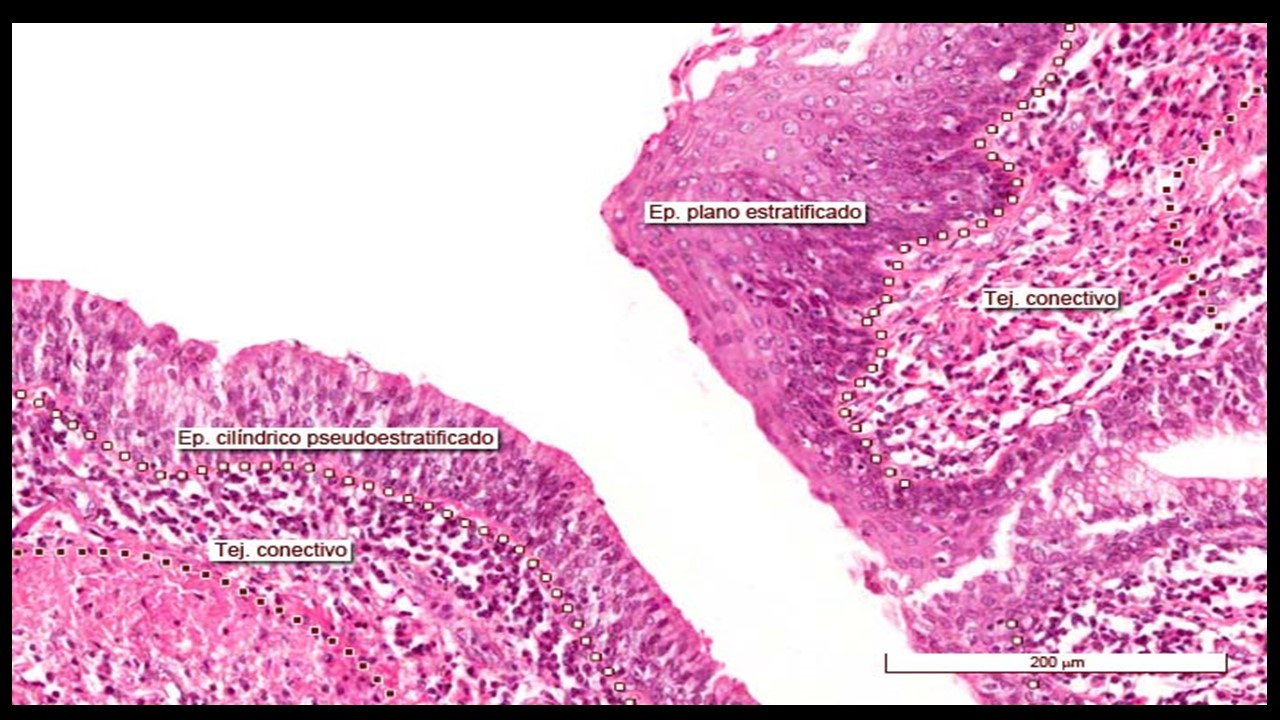 Ep. plano estratificado
Tej. conectivo
Ep. cilíndrico pseudoestratificado
Tej. conectivo
200 µm